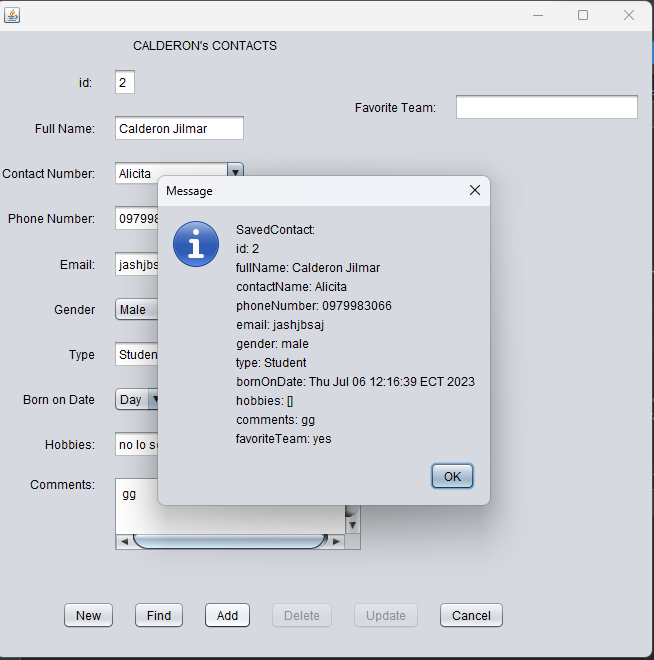 CALDERON's CONTACTS
id: 2
Favorite Team:
Full Name: Calderon Jilmar
Contact Number: Alicita
Phone Number: 097998
Email: jashjbs
Gender Male
Type Studen
Born on Date Day
Hobbies: no lo s
Comments: gg
Message
SavedContact:
id: 2
fullName: Calderon Jilmar
contactName: Alicita
phoneNumber: 0979983066
email: jashjbsaj
gender: male
type: Student
bornOnDate: Thu Jul 06 12:16:39 ECT 2023
hobbies: []
comments: gg
favoriteTeam: yes
OK
New Find Add Delete Update Cancel